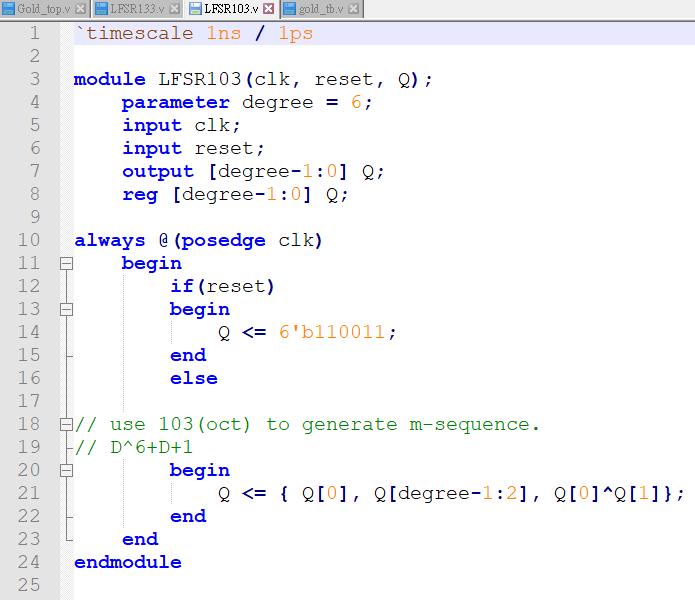 Gold_top.v LFSR133.v LFSR103.v gold_tb.v
1 `timescale 1ns / 1ps
2
3 module LFSR103(clk, reset, Q);
4     parameter degree = 6;
5     input clk;
6     input reset;
7     output [degree-1:0] Q;
8     reg [degree-1:0] Q;
9
10 always @(posedge clk)
11     begin
12         if(reset)
13         begin
14             Q <= 6'b110011;
15         end
16         else
17
18 // use 103(oct) to generate m-sequence.
19 // D^6+D+1
20         begin
21             Q <= { Q[0], Q[degree-1:2], Q[0]^Q[1]};
22         end
23     end
24 endmodule
25